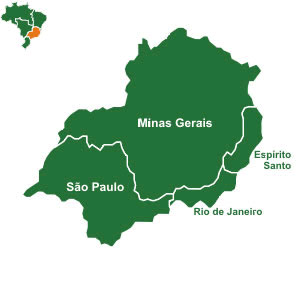 Minas Gerais
Espirito
Santo
São Paulo
Rio de Janeiro